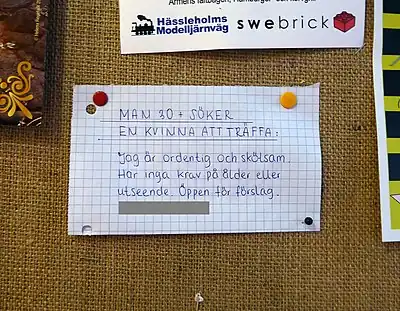 Hässleholms
Modelljärnväg
swebrick
MAN 30+ SÖKER
EN KVINNA ATT TRÄFFA:
Jag är ordentig och skötsam.
Har inga krav på ålder eller
utseende. Öppen för förslag.